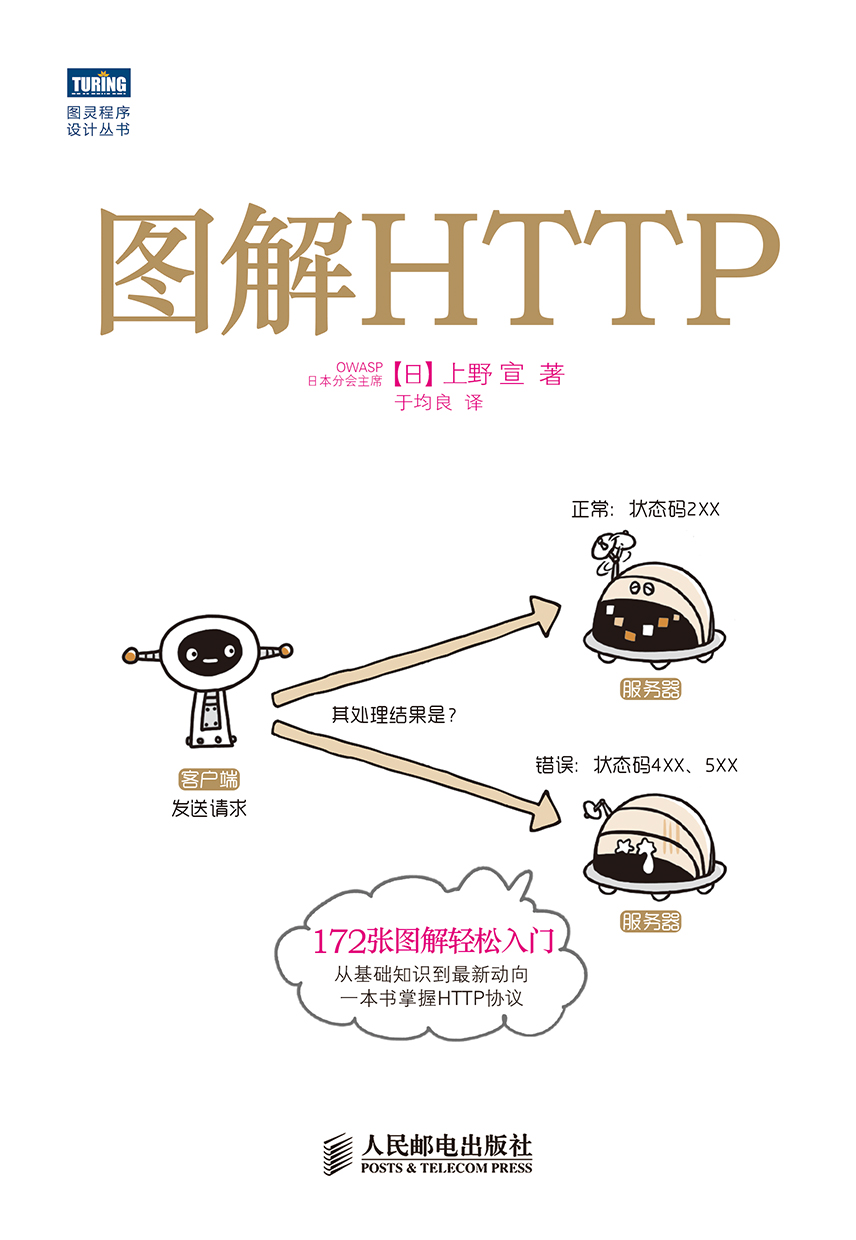 TURING
图灵程序
设计丛书
图解HTTP
OWASP
日本分会主席
【日】上野 宣 著
于均良 译
正常：状态码2XX
服务器
其处理结果是？
错误：状态码4XX、5XX
客户端
发送请求
服务器
172张图解轻松入门
从基础知识到最新动向
一本书掌握HTTP协议
人民邮电出版社
POSTS & TELECOM PRESS